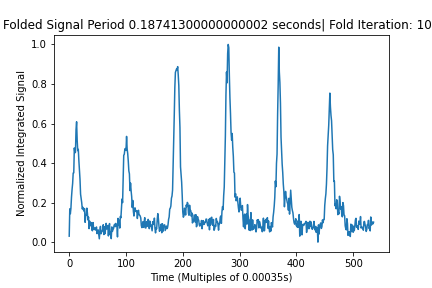 Folded Signal Period 0.18741300000000002 seconds| Fold Iteration: 10
Normalized Integrated Signal
1.0
0.8
0.6
0.4
0.2
0.0
0 100 200 300 400 500
Time (Multiples of 0.00035s)